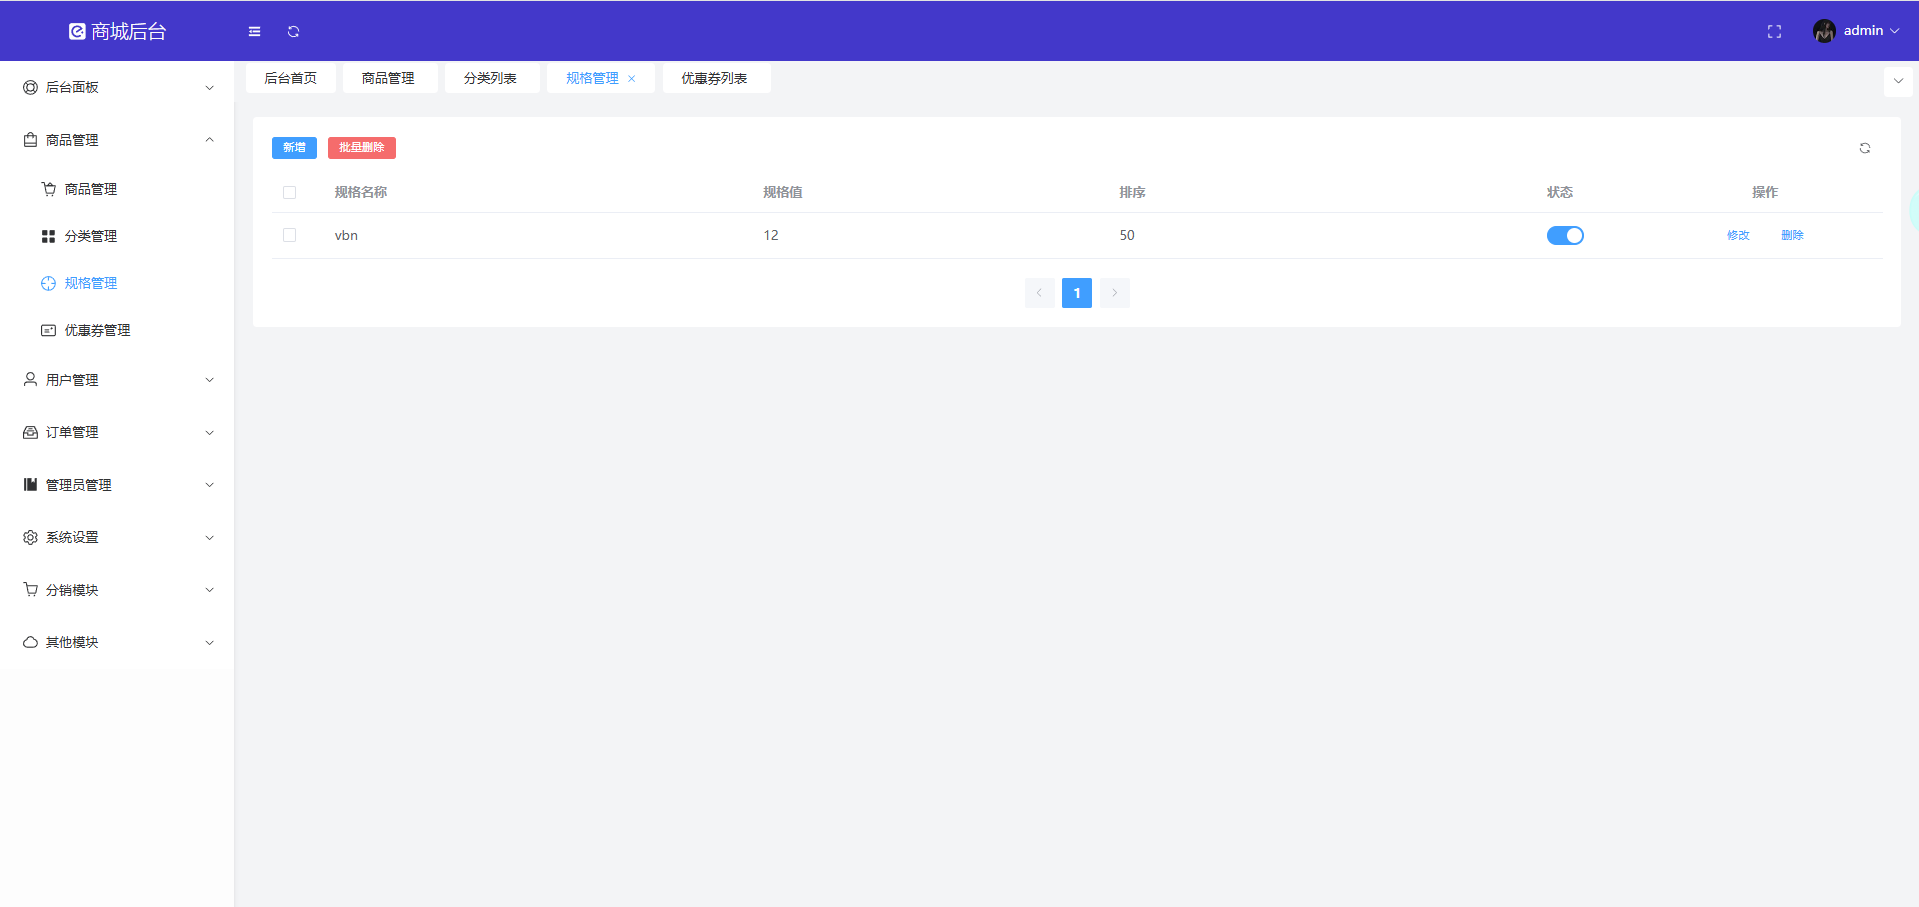 商城后台
admin
后台首页 商品管理 分类列表 规格管理 优惠券列表
后台面板
商品管理
商品管理
分类管理
规格管理
优惠券管理
用户管理
订单管理
管理员管理
系统设置
分销模块
其他模块
新增 批量删除
规格名称 规格值 排序 状态 操作
vbn 12 50 修改 删除
1